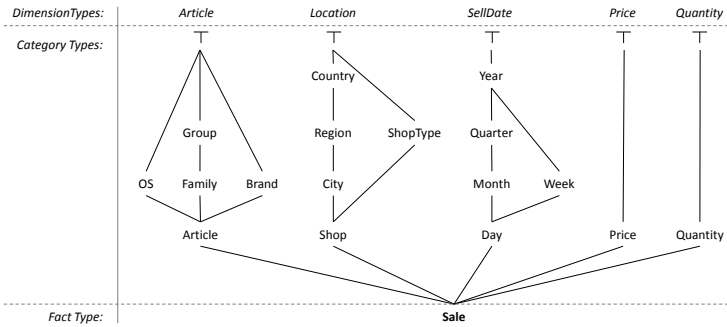 DimensionTypes: Article Location SellDate Price Quantity
⊤ ⊤ ⊤ ⊤ ⊤
Category Types:
Country Year
Group Region ShopType Quarter
OS Family Brand City Month Week
Article Shop Day Price Quantity
Fact Type: Sale